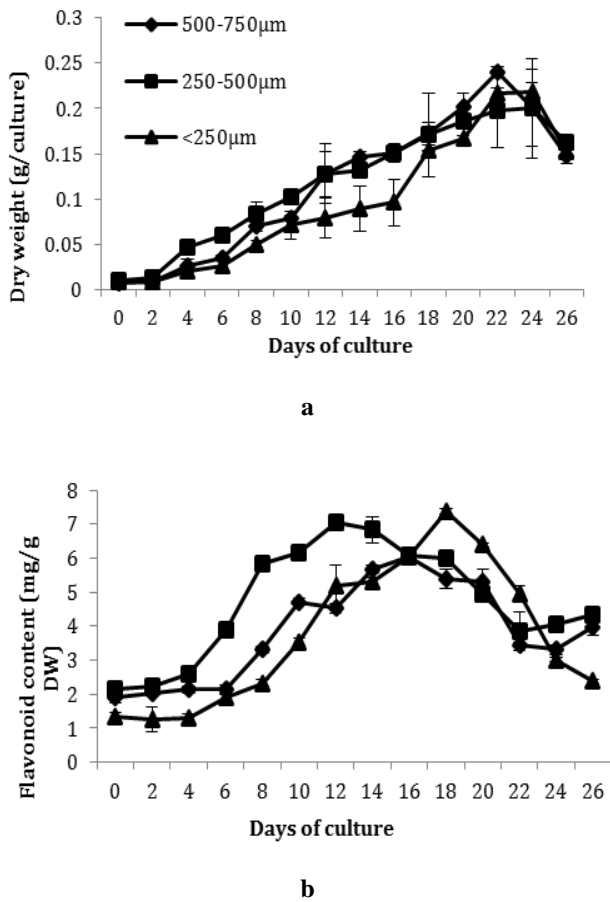 500-750µm
250-500µm
<250µm
Dry weight (g/ culture)
0.3
0.25
0.2
0.15
0.1
0.05
0
0 2 4 6 8 10 12 14 16 18 20 22 24 26
Days of culture
a
Flavonoid content (mg/g
DW)
8
7
6
5
4
3
2
1
0
0 2 4 6 8 10 12 14 16 18 20 22 24 26
Days of culture
b